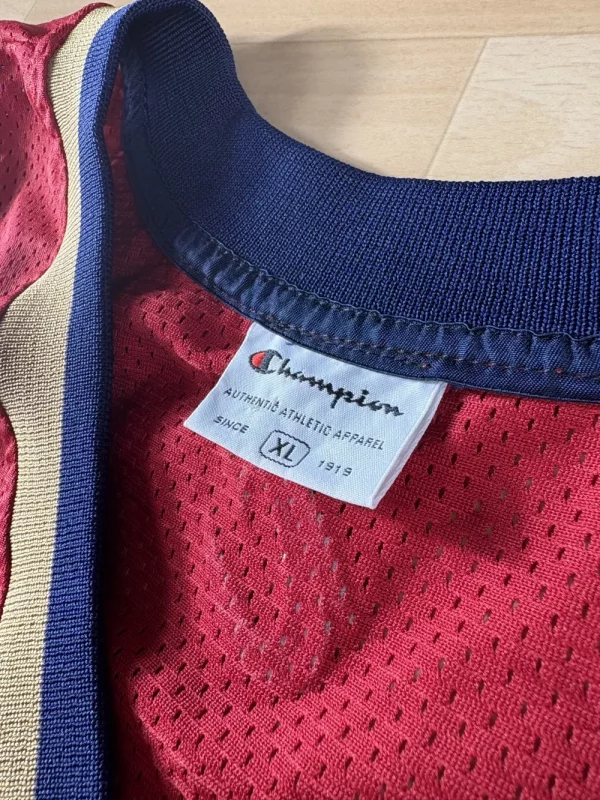 Champion
AUTHENTIC ATHLETIC APPAREL
SINCE XL 1919